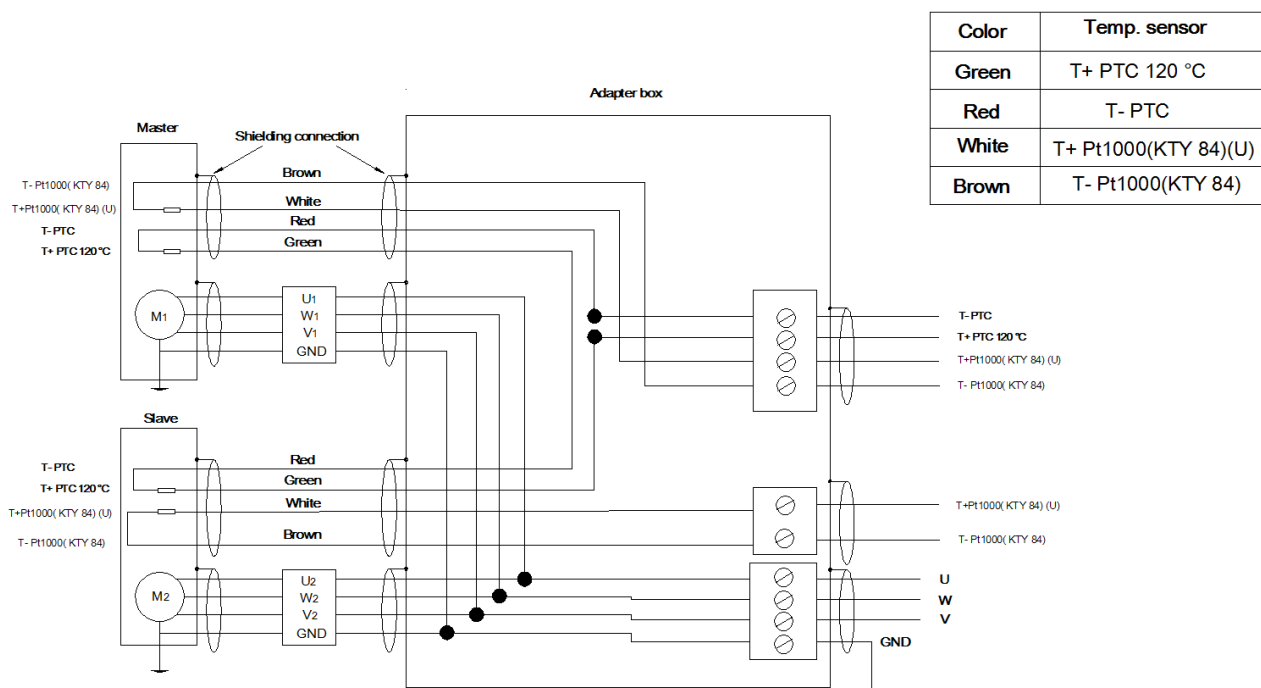 Color Temp. sensor
Green T+ PTC 120 °C
Red T- PTC
White T+ Pt1000(KTY 84)(U)
Brown T- Pt1000(KTY 84)
Adapter box
Master
Shielding connection
Brown
T- Pt1000( KTY 84)
White
T+Pt1000( KTY 84) (U)
Red
T- PTC
Green
T+ PTC 120 °C
M1
U1
W1
V1
GND
T- PTC
T+ PTC 120 °C
T+Pt1000( KTY 84) (U)
T- Pt1000( KTY 84)
Slave
Red
T- PTC
Green
T+ PTC 120 °C
White
T+Pt1000( KTY 84) (U)
Brown
T- Pt1000( KTY 84)
T+Pt1000( KTY 84) (U)
T- Pt1000( KTY 84)
M2
U2
W2
V2
GND
U
W
V
GND